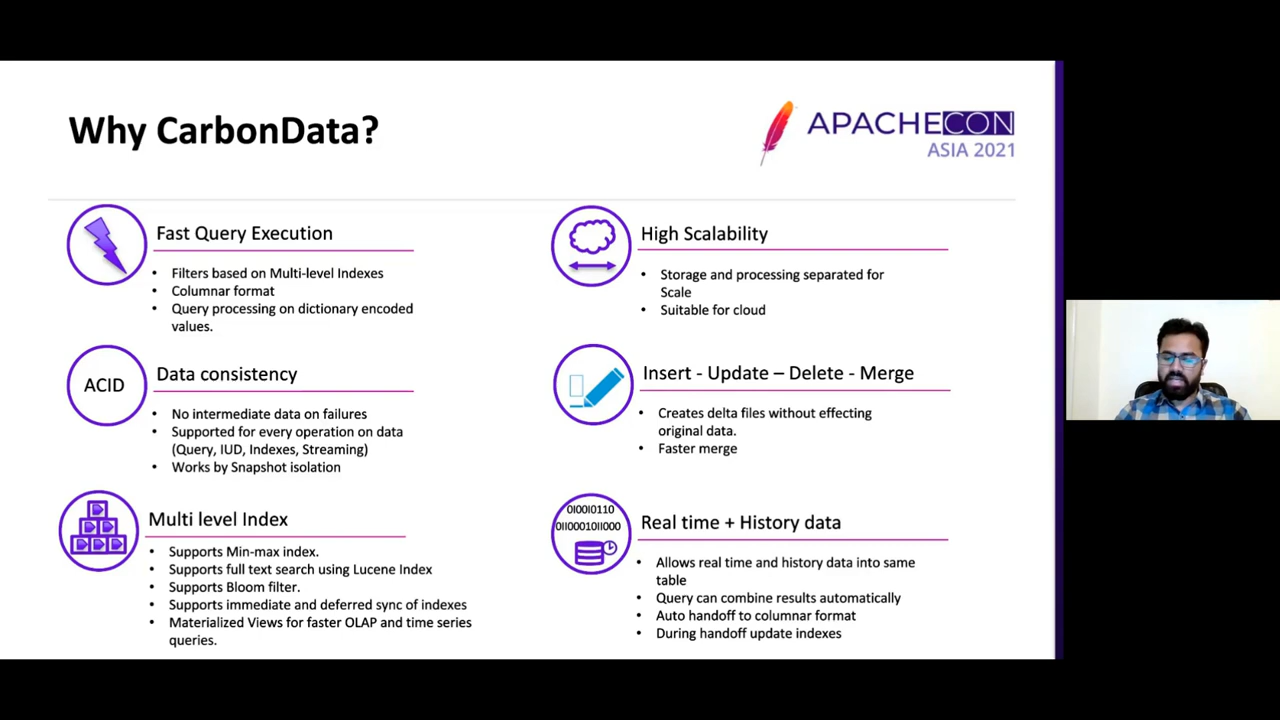 Why CarbonData?
APACHECON
ASIA 2021
Fast Query Execution
• Filters based on Multi-level Indexes
• Columnar format
• Query processing on dictionary encoded
values.
ACID
Data consistency
• No intermediate data on failures
• Supported for every operation on data
(Query, IUD, Indexes, Streaming)
• Works by Snapshot isolation
Multi level Index
• Supports Min-max index.
• Supports full text search using Lucene Index
• Supports Bloom filter.
• Supports immediate and deferred sync of indexes
• Materialized Views for faster OLAP and time series
queries.
High Scalability
• Storage and processing separated for
Scale
• Suitable for cloud
Insert - Update – Delete - Merge
• Creates delta files without effecting
original data.
• Faster merge
0I00I0110
0II00010II000
Real time + History data
• Allows real time and history data into same
table
• Query can combine results automatically
• Auto handoff to columnar format
• During handoff update indexes